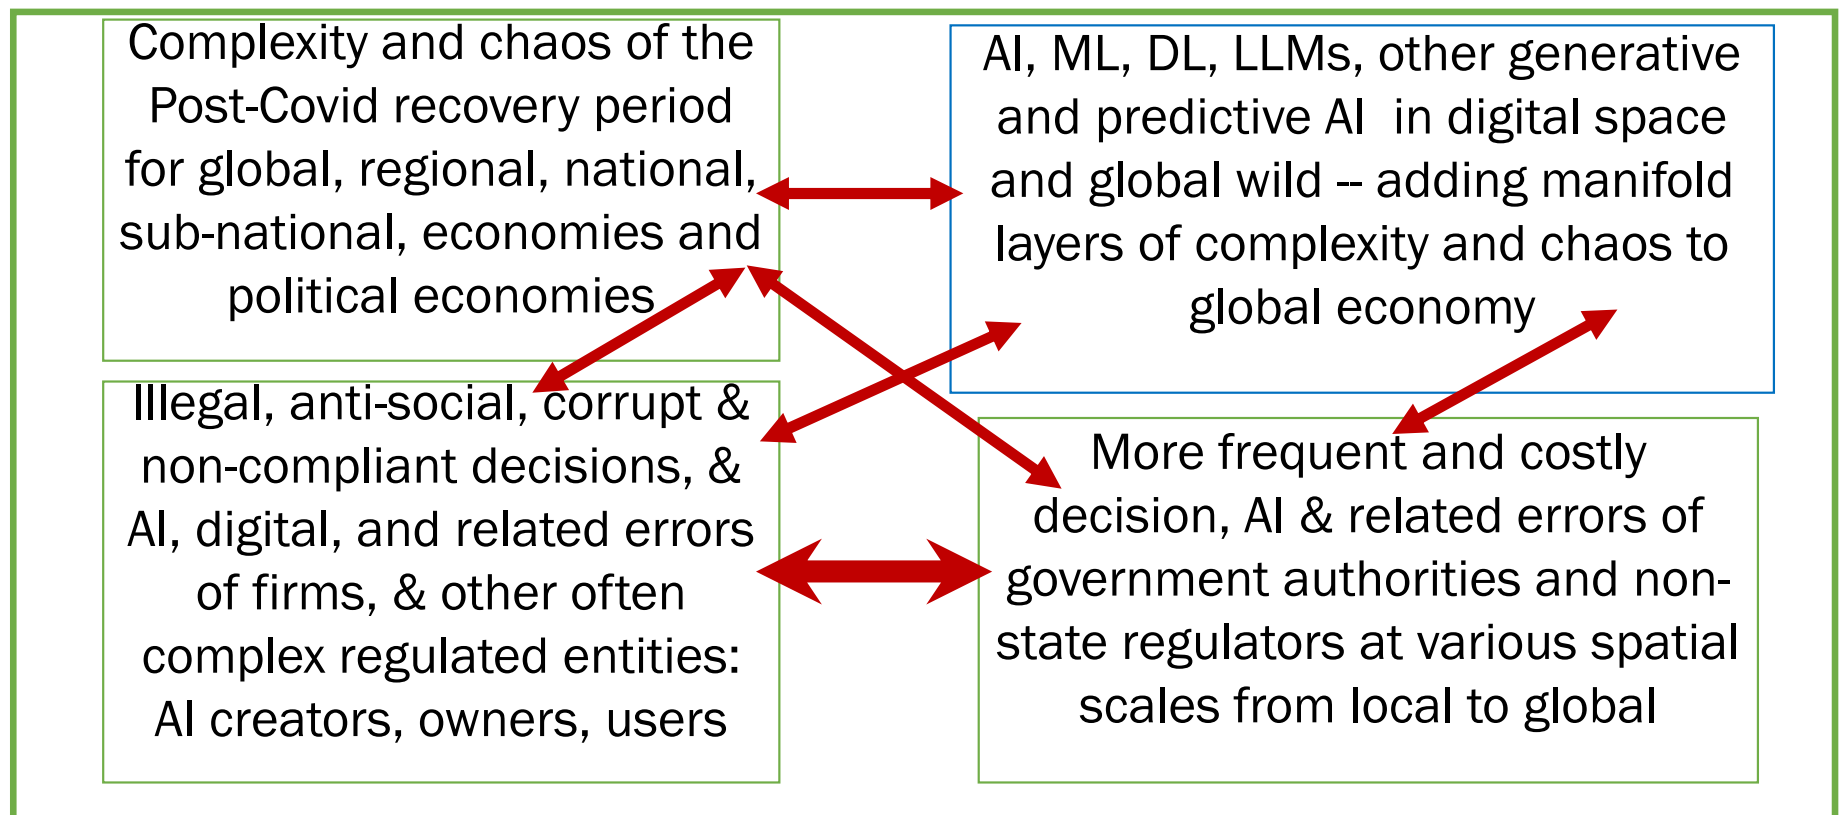 Complexity and chaos of the
Post-Covid recovery period
for global, regional, national,
sub-national, economies and
political economies
AI, ML, DL, LLMs, other generative
and predictive AI in digital space
and global wild -- adding manifold
layers of complexity and chaos to
global economy
Illegal, anti-social, corrupt &
non-compliant decisions, &
AI, digital, and related errors
of firms, & other often
complex regulated entities:
AI creators, owners, users
More frequent and costly
decision, AI & related errors of
government authorities and non-
state regulators at various spatial
scales from local to global